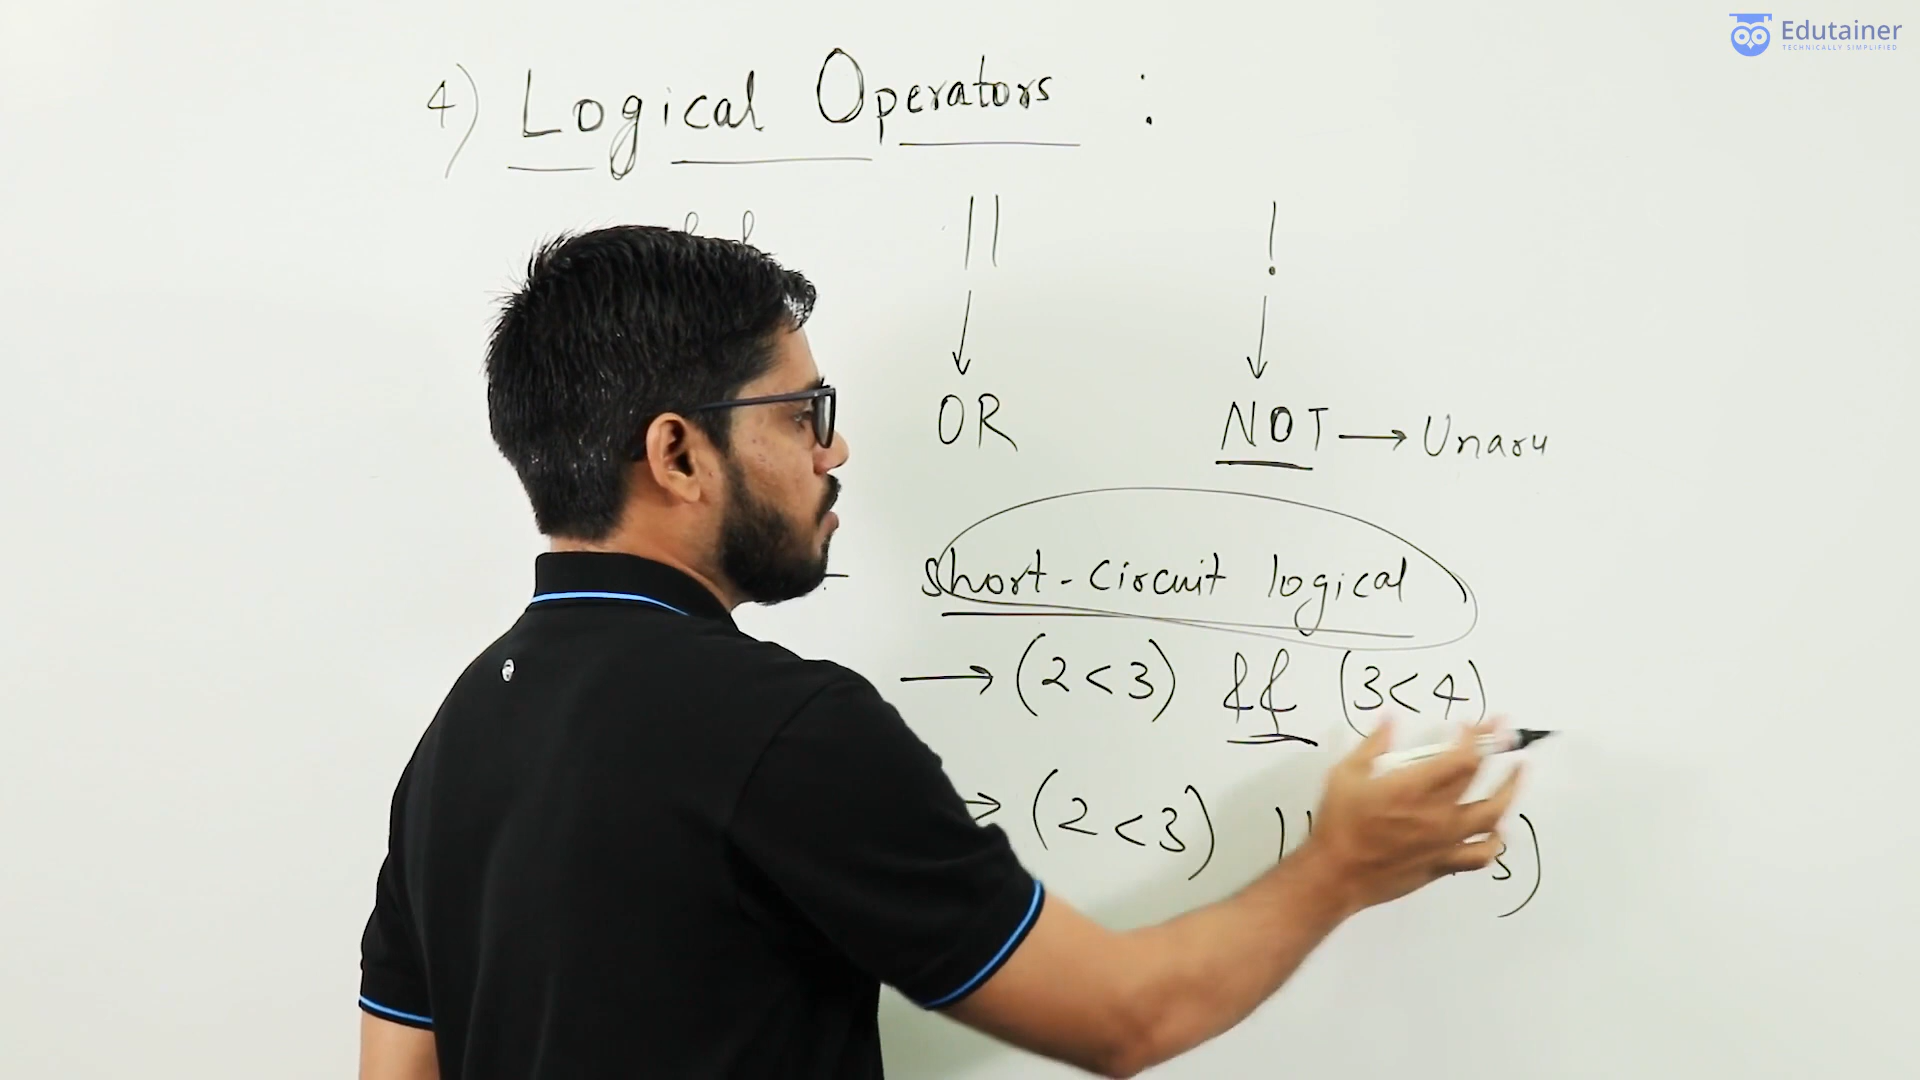 Edutainer
TECHNICALLY SIMPLIFIED
4) Logical Operators :
&& || !
OR NOT → Unary
short-circuit logical
→ (2<3) && (3<4)
→ (2<3) || 3)